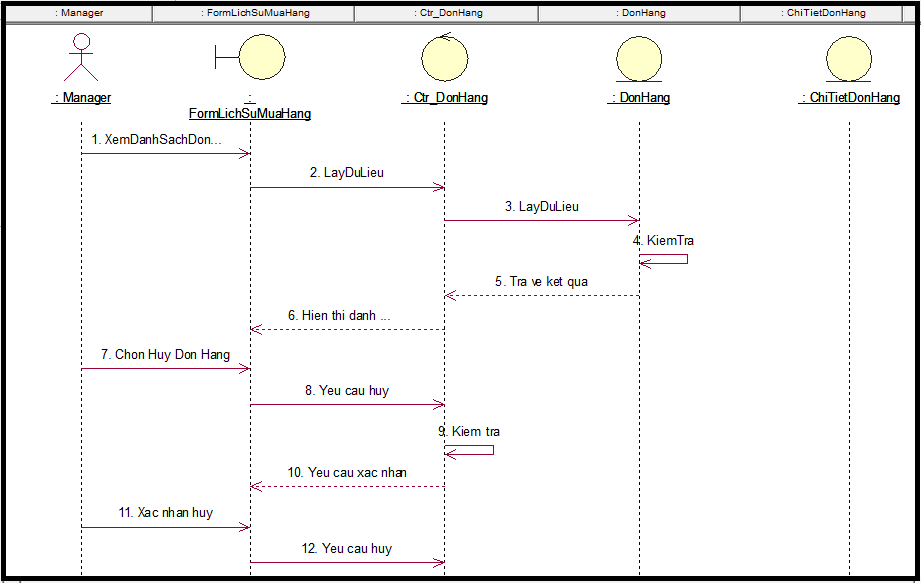 : Manager
: FormLichSuMuaHang
: Ctr_DonHang
: DonHang
: ChiTietDonHang
: Manager
:
FormLichSuMuaHang
: Ctr_DonHang
: DonHang
: ChiTietDonHang
1. XemDanhSachDon...
2. LayDuLieu
3. LayDuLieu
4. KiemTra
5. Tra ve ket qua
6. Hien thi danh ...
7. Chon Huy Don Hang
8. Yeu cau huy
9. Kiem tra
10. Yeu cau xac nhan
11. Xac nhan huy
12. Yeu cau huy